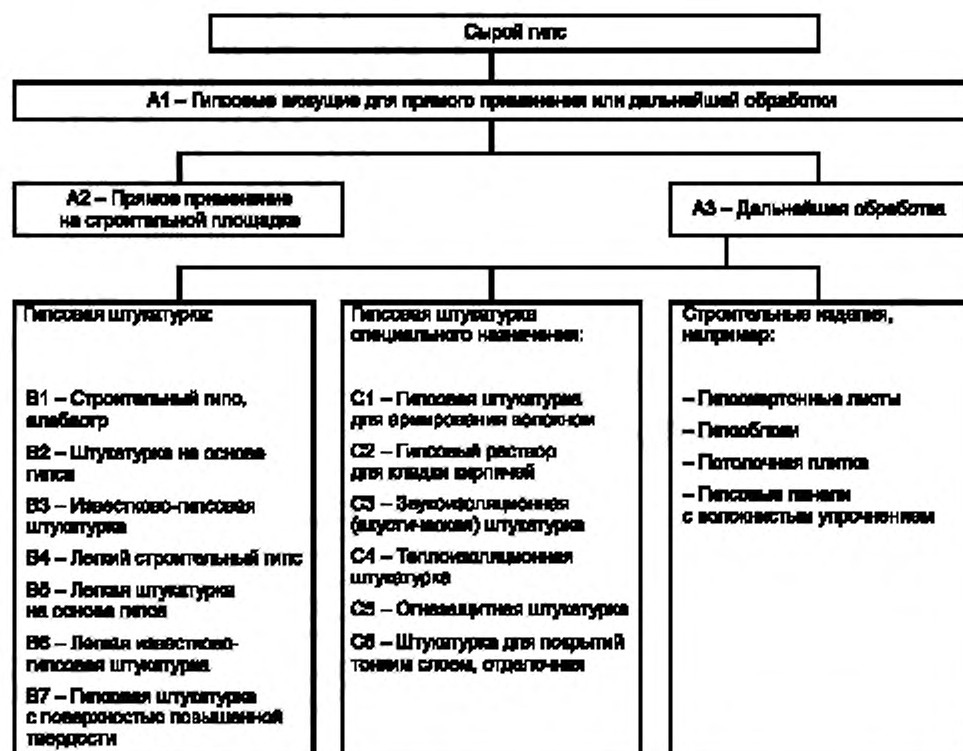 Сырой гипс
А1 – Гипсовые вяжущие для прямого применения или дальнейшей обработки
А2 – Прямое применение
на строительной площадке
А3 – Дальнейшая обработка
Гипсовая штукатурка:
В1 – Строительный гипс,
алебастр
В2 – Штукатурка на основе
гипса
В3 – Известково-гипсовая
штукатурка
В4 – Легкий строительный гипс
В5 – Легкая штукатурка
на основе гипса
В6 – Легкая известково-
гипсовая штукатурка
В7 – Гипсовая штукатурка
с поверхностью повышенной
твердости
Гипсовая штукатурка
специального назначения:
С1 – Гипсовая штукатурка
для армирования волокном
С2 – Гипсовый раствор
для кладки кирпичей
С3 – Звукоизоляционная
(акустическая) штукатурка
С4 – Теплоизоляционная
штукатурка
С5 – Огнезащитная штукатурка
С6 – Штукатурка для покрытий
тонким слоем, отделочная
Строительные изделия,
например:
– Гипсокартонные листы
– Гипсоблоки
– Потолочная плитка
– Гипсовые панели
с волокнистым упрочнением